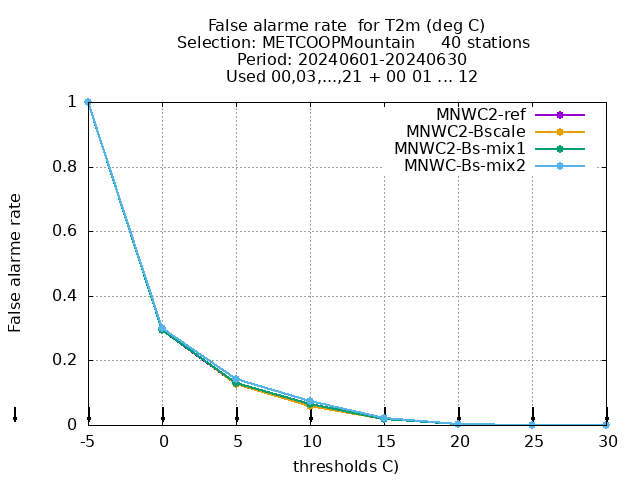 False alarme rate  for T2m (deg C)
Selection: METCOOPMountain     40 stations
Period: 20240601-20240630
Used 00,03,...,21 + 00 01 ... 12
MNWC2-ref
MNWC2-Bscale
MNWC2-Bs-mix1
MNWC-Bs-mix2
False alarme rate
1
0.8
0.6
0.4
0.2
0
-5 0 5 10 15 20 25 30
thresholds C)